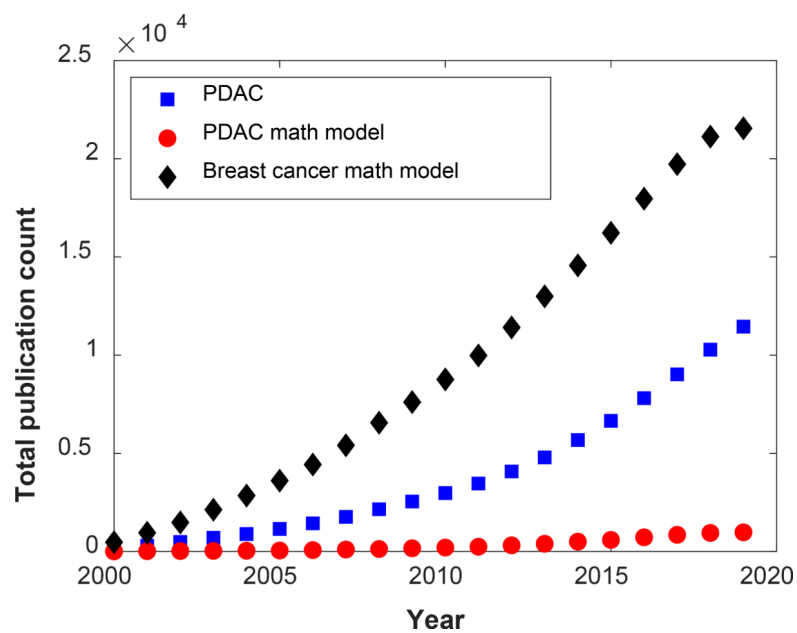 × 10 4
2.5
PDAC
PDAC math model
Breast cancer math model
2
1.5
1
0.5
0
Total publication count
2000 2005 2010 2015 2020
Year